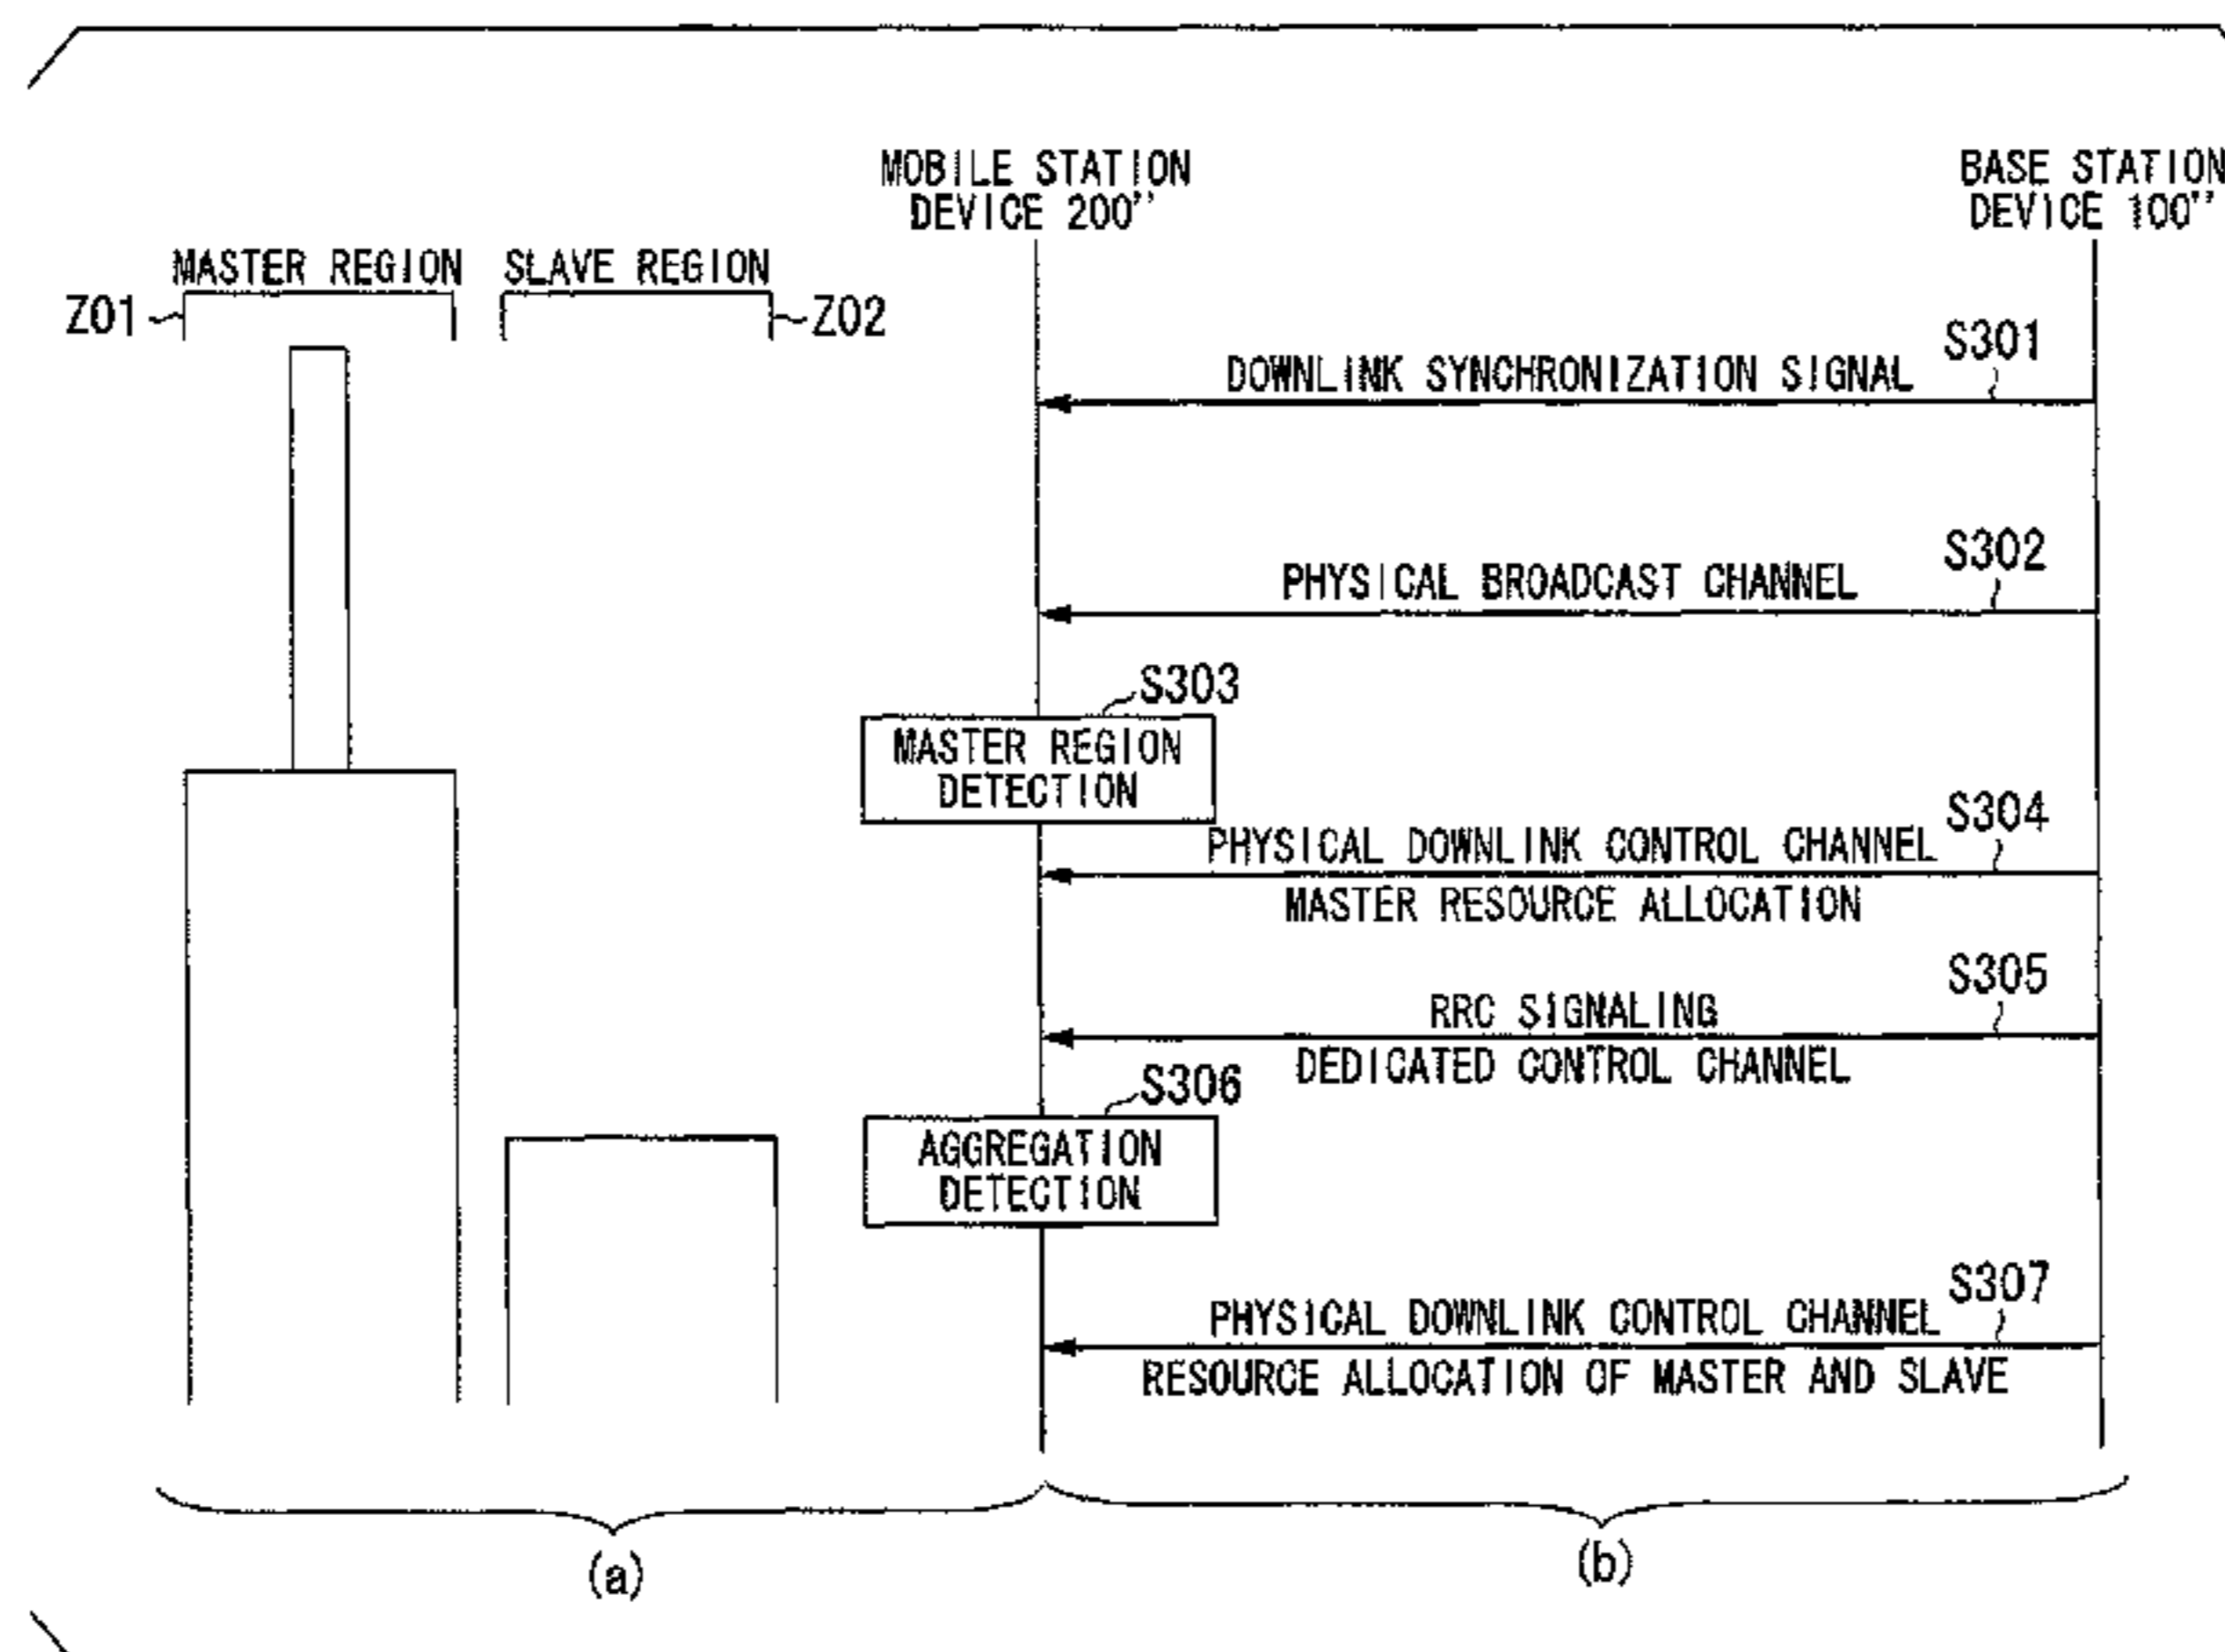 MOBILE STATION
DEVICE 200''
BASE STATION
DEVICE 100''
MASTER REGION
SLAVE REGION
Z01
Z02
S301
DOWNLINK SYNCHRONIZATION SIGNAL
S302
PHYSICAL BROADCAST CHANNEL
S303
MASTER REGION
DETECTION
S304
PHYSICAL DOWNLINK CONTROL CHANNEL
MASTER RESOURCE ALLOCATION
S305
RRC SIGNALING
DEDICATED CONTROL CHANNEL
S306
AGGREGATION
DETECTION
S307
PHYSICAL DOWNLINK CONTROL CHANNEL
RESOURCE ALLOCATION OF MASTER AND SLAVE
(a)
(b)